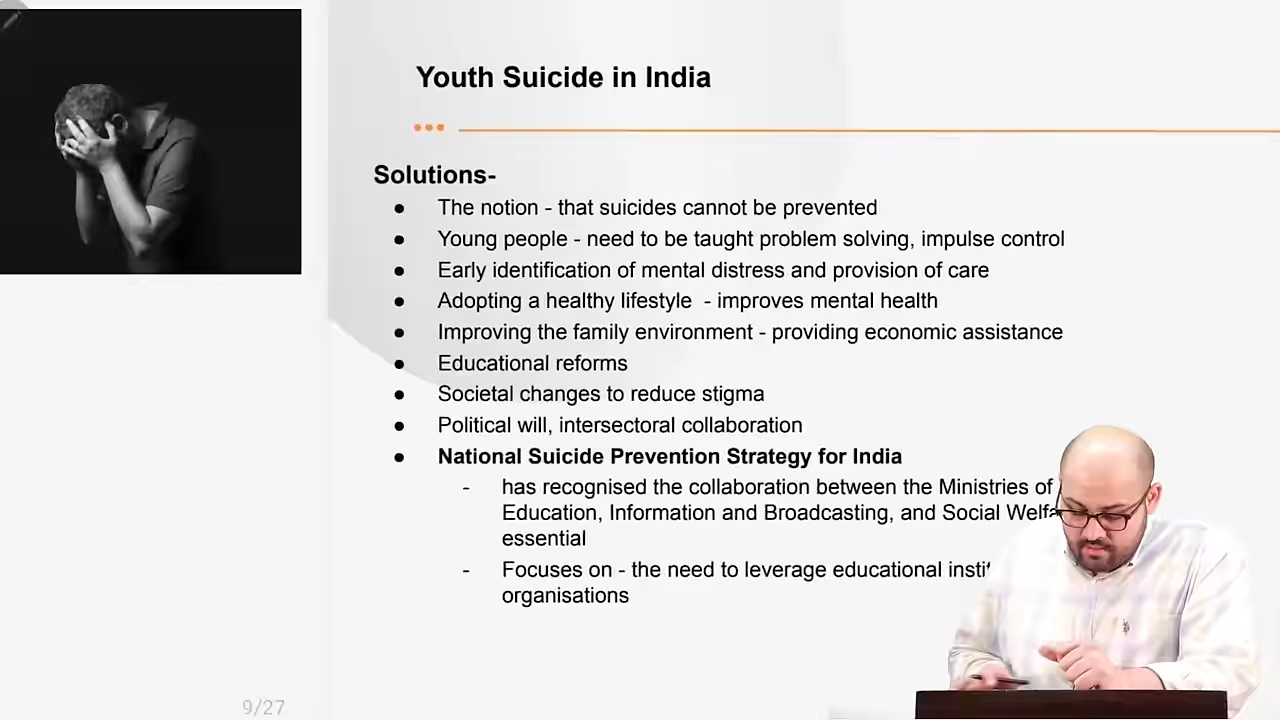 Youth Suicide in India
Solutions-
● The notion - that suicides cannot be prevented
● Young people - need to be taught problem solving, impulse control
● Early identification of mental distress and provision of care
● Adopting a healthy lifestyle - improves mental health
● Improving the family environment - providing economic assistance
● Educational reforms
● Societal changes to reduce stigma
● Political will, intersectoral collaboration
● National Suicide Prevention Strategy for India
- has recognised the collaboration between the Ministries of
Education, Information and Broadcasting, and Social
essential
- Focuses on - the need to leverage educational
organisations
9/27